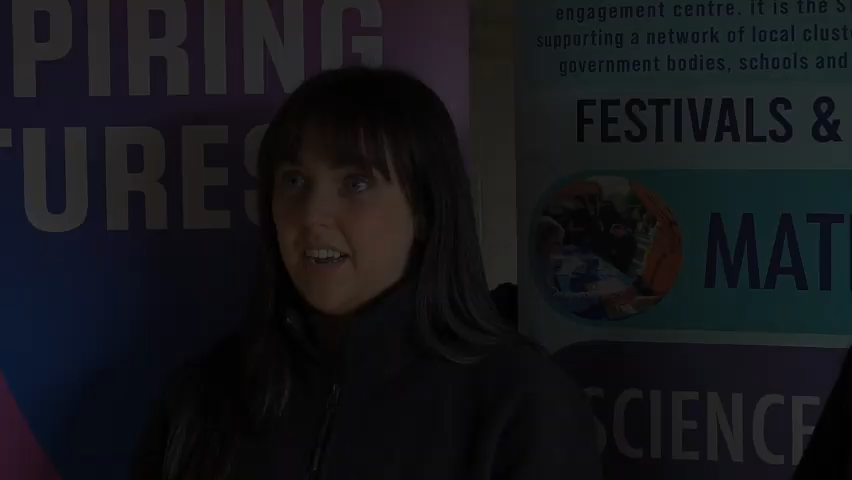 PIRING
TURES
engagement centre. it is the S
supporting a network of local clust
government bodies, schools and
FESTIVALS &
MAT
SCIENCE